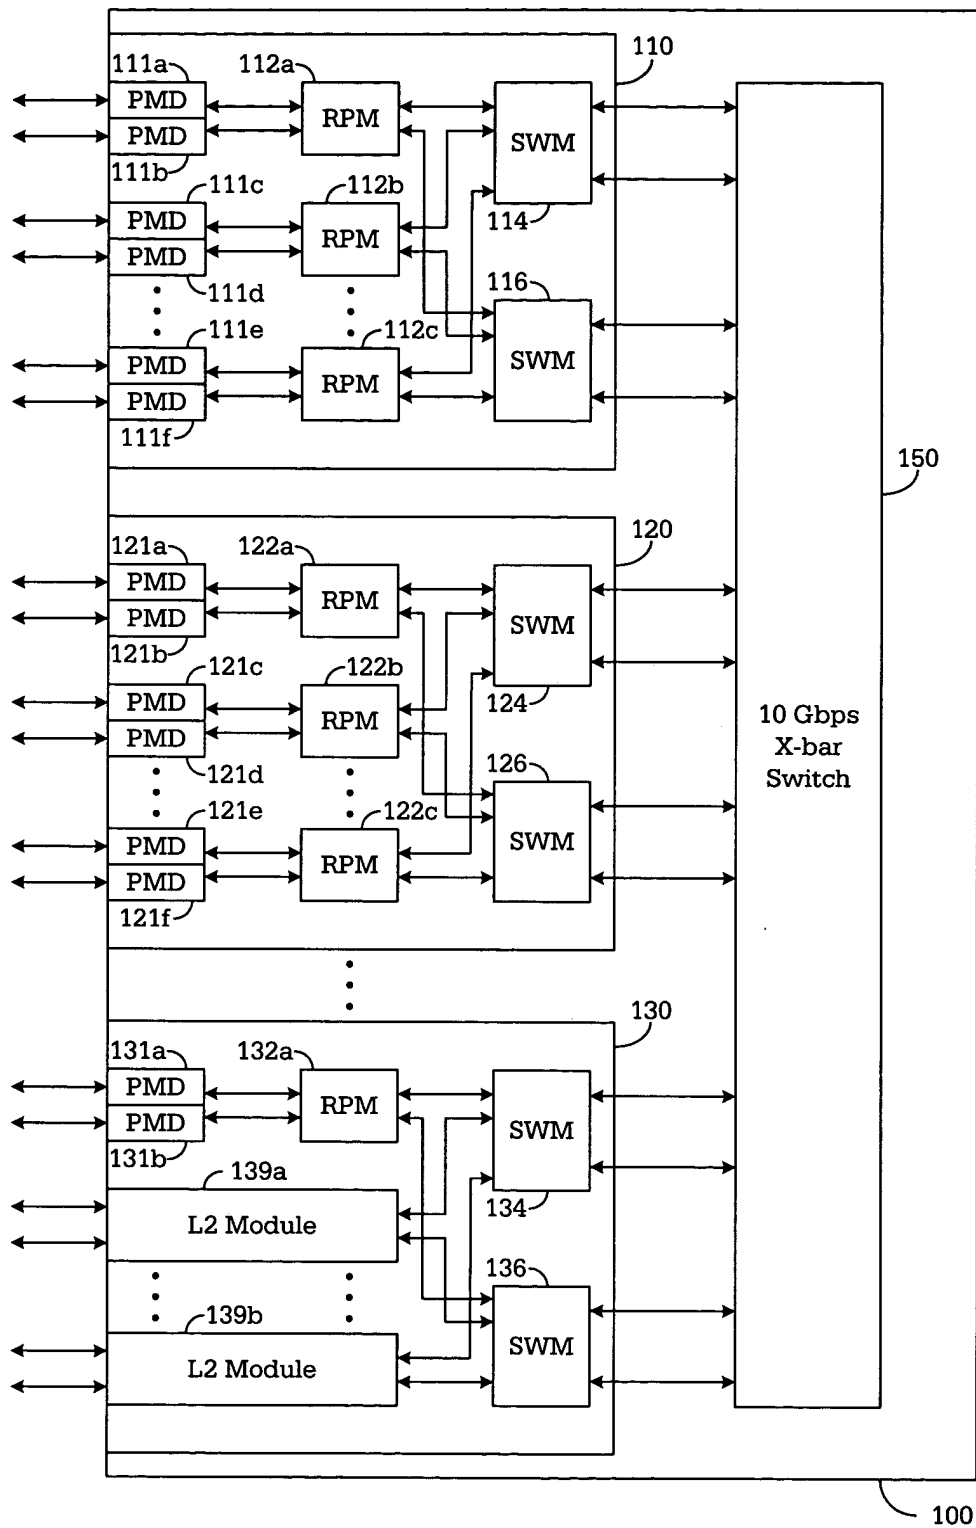 110
111a
112a
PMD
RPM
SWM
PMD
111b
111c
112b
114
PMD
RPM
PMD
111d
116
111e
112c
PMD
RPM
SWM
PMD
111f
150
120
121a
122a
PMD
RPM
SWM
PMD
121b
121c
122b
124
PMD
RPM
PMD
10 Gbps
X-bar
Switch
121d
126
121e
122c
PMD
RPM
SWM
PMD
121f
130
131a
132a
PMD
RPM
SWM
PMD
131b
139a
134
L2 Module
136
139b
L2 Module
SWM
100